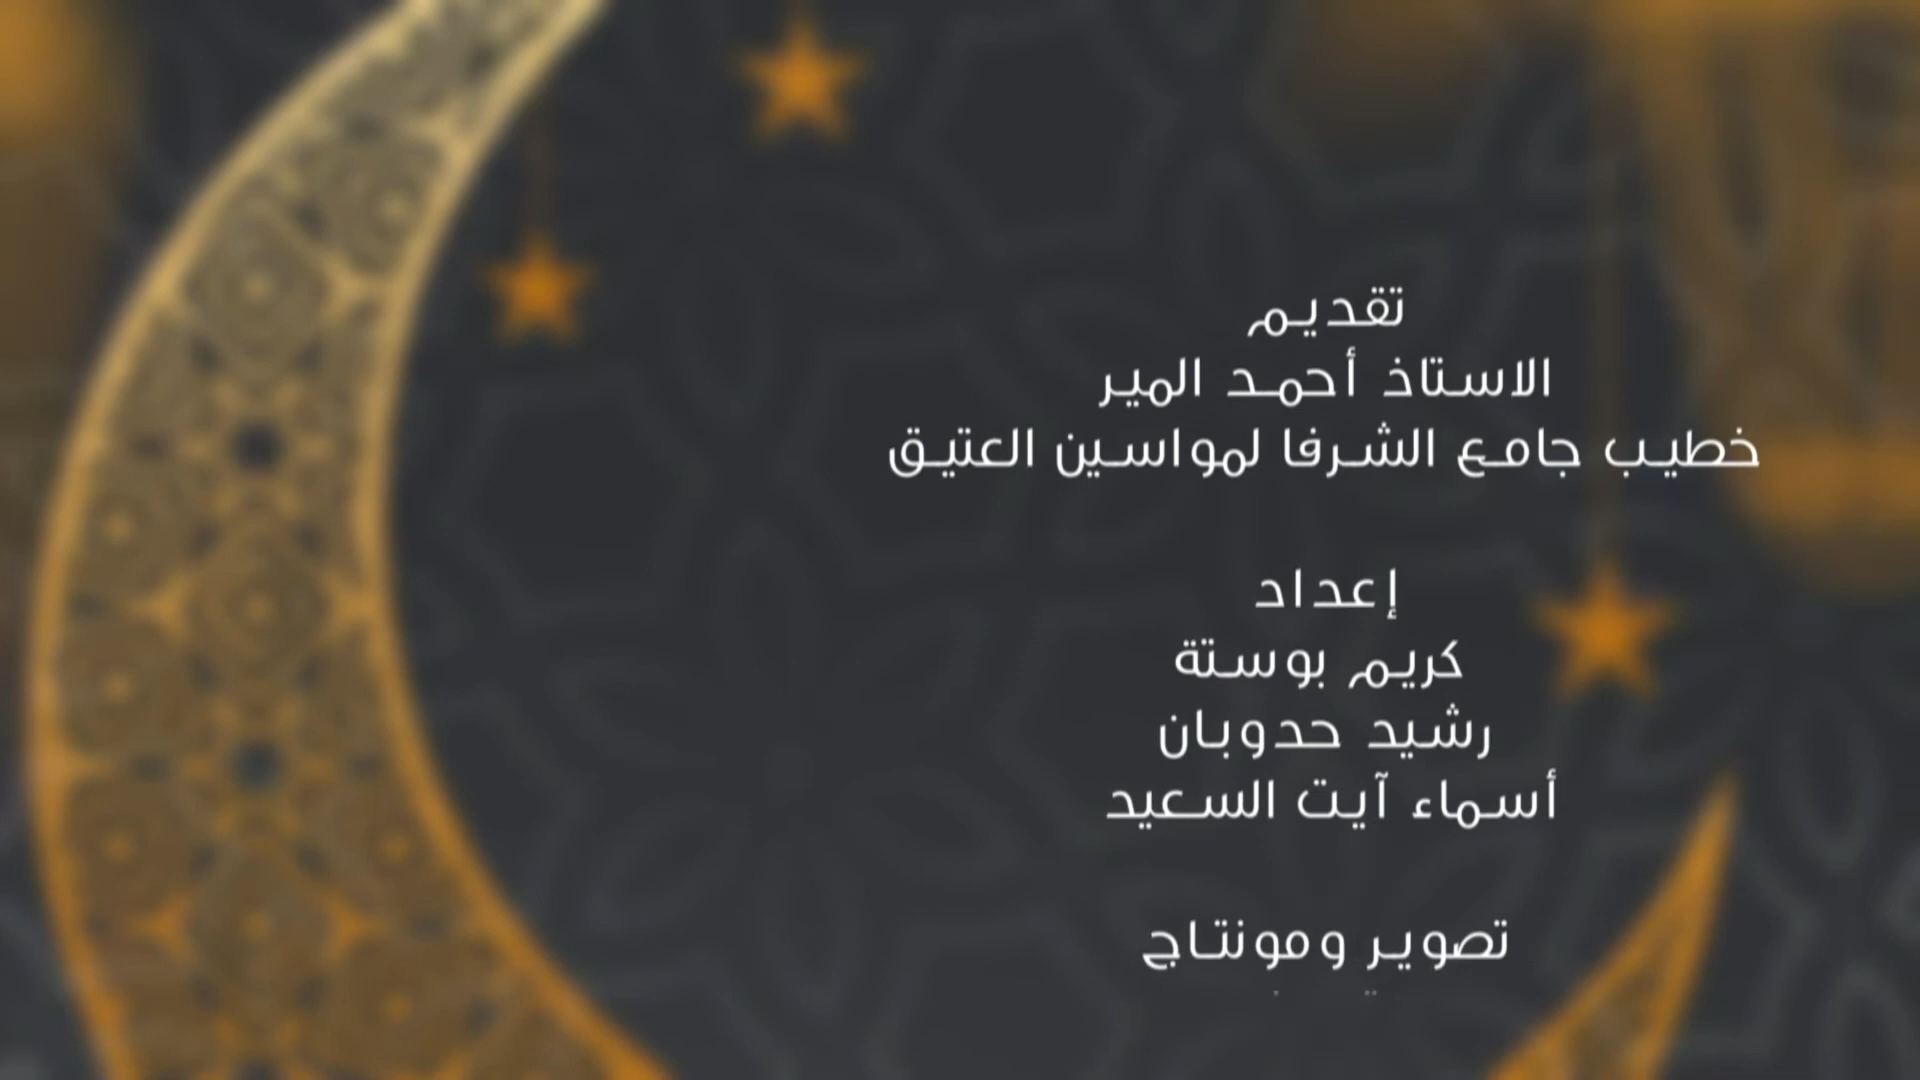 تقديم
الاستاذ أحمد المير
خطيب جامع الشرفا لمواسين العتيق
إعداد
كريم بوستة
رشيد حدوبان
أسماء آيت السعيد
تصوير ومونتاج